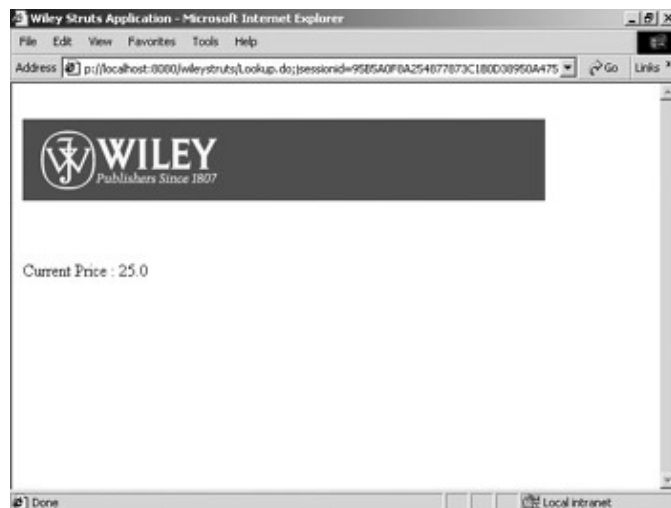 Wiley Struts Application - Microsoft Internet Explorer
File Edit View Favorites Tools Help
Address p://localhost:8080/wileystruts/Lookup.do;jsessionid= Go Links »
WILEY
Publishers Since 1807
Current Price : 25.0
Done Local intranet